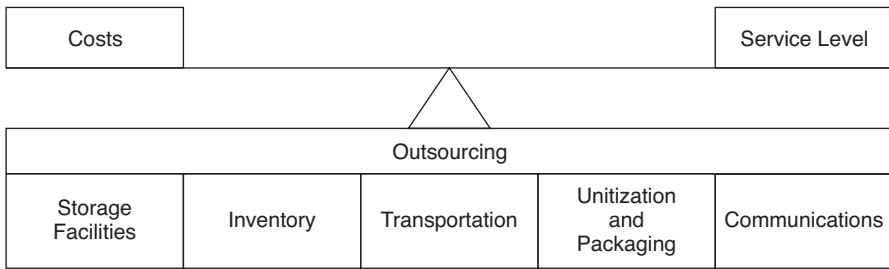 Costs
Service Level
Outsourcing
Storage
Facilities
Inventory
Transportation
Unitization
and
Packaging
Communications